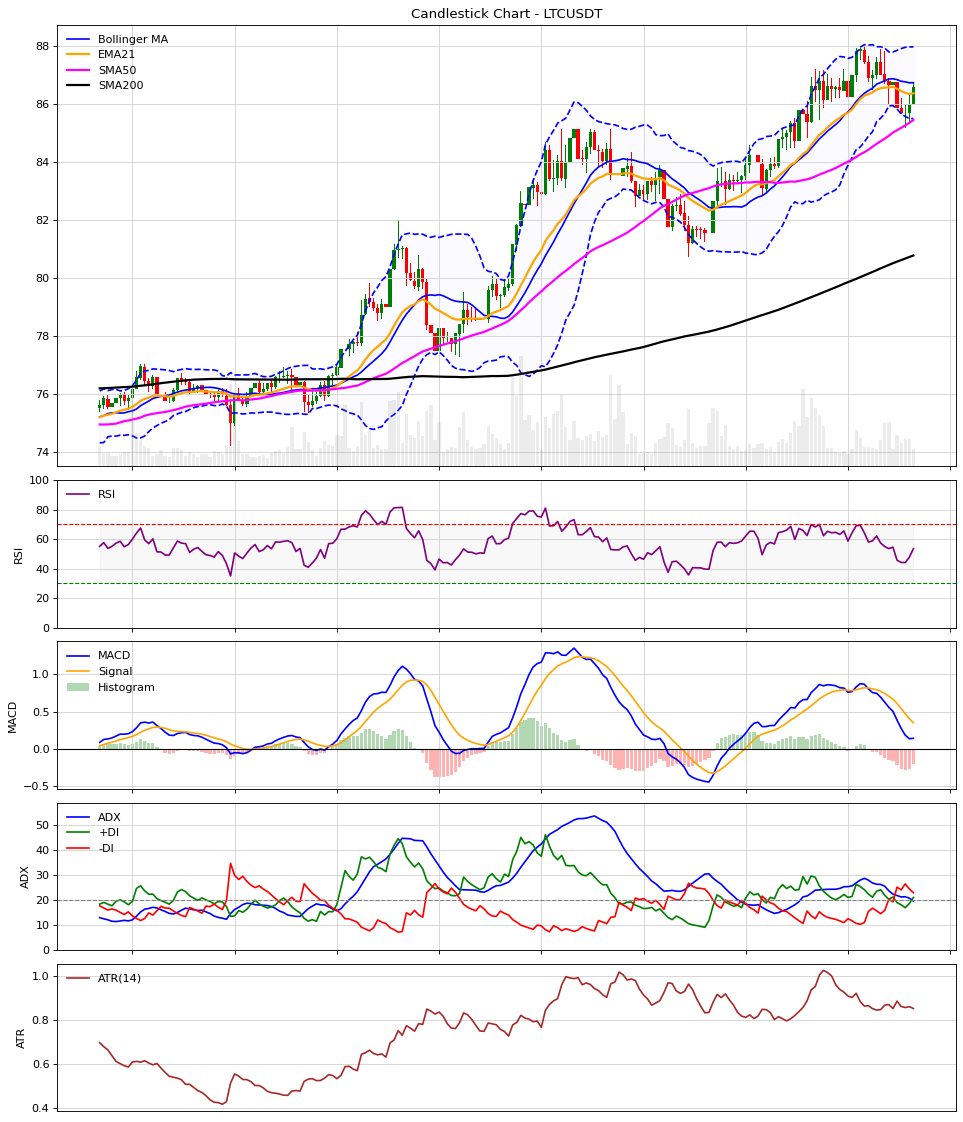 Candlestick Chart - LTCUSDT
Bollinger MA
EMA21
SMA50
SMA200
88
86
84
82
80
78
76
74
RSI
RSI
100
80
60
40
20
0
MACD
Signal
Histogram
MACD
1.0
0.5
0.0
−0.5
ADX
+DI
-DI
ADX
50
40
30
20
10
0
ATR(14)
ATR
1.0
0.8
0.6
0.4